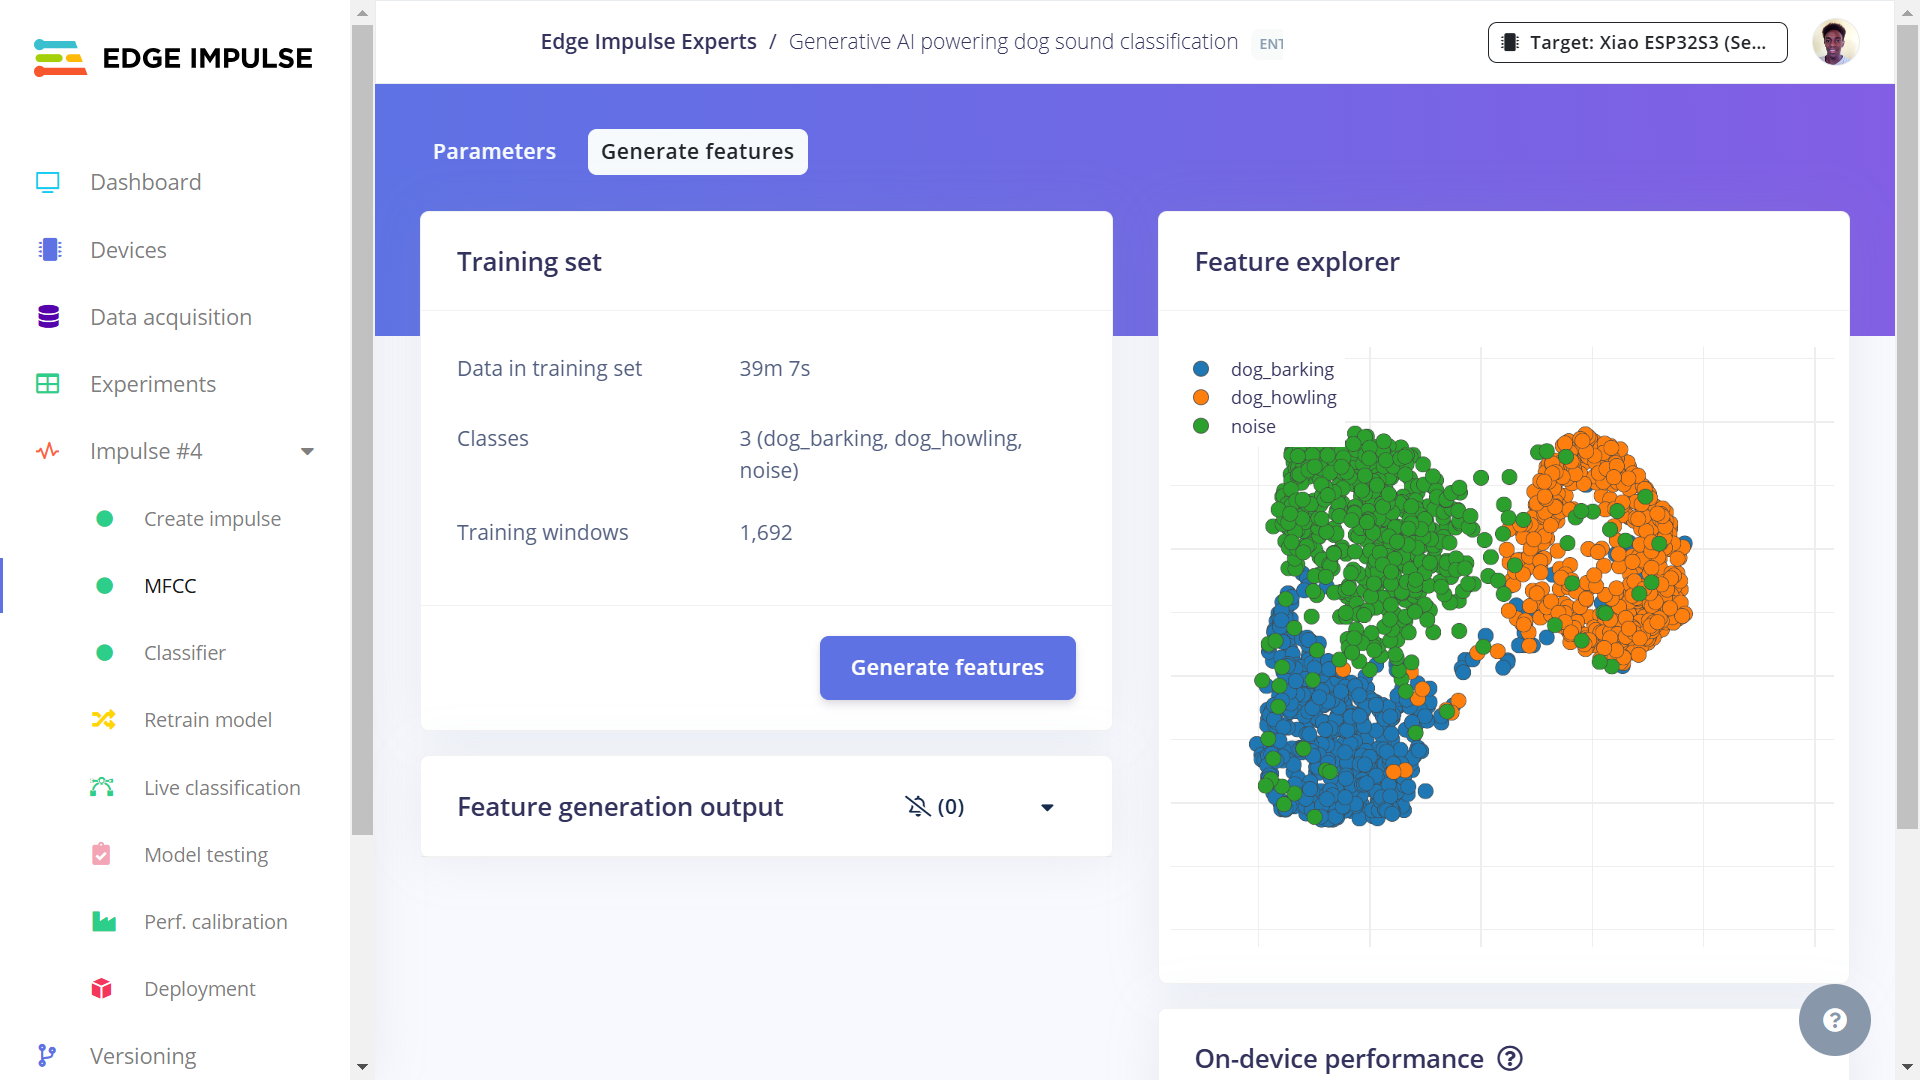 EDGE IMPULSE
Edge Impulse Experts / Generative AI powering dog sound classification ENT
Target: Xiao ESP32S3 (Se...
Dashboard
Devices
Data acquisition
Experiments
Impulse #4
Create impulse
MFCC
Classifier
Retrain model
Live classification
Model testing
Perf. calibration
Deployment
Versioning
Parameters
Generate features
Training set
Data in training set 39m 7s
Classes 3 (dog_barking, dog_howling,
noise)
Training windows 1,692
Generate features
Feature generation output (0)
Feature explorer
dog_barking
dog_howling
noise
On-device performance ?
?